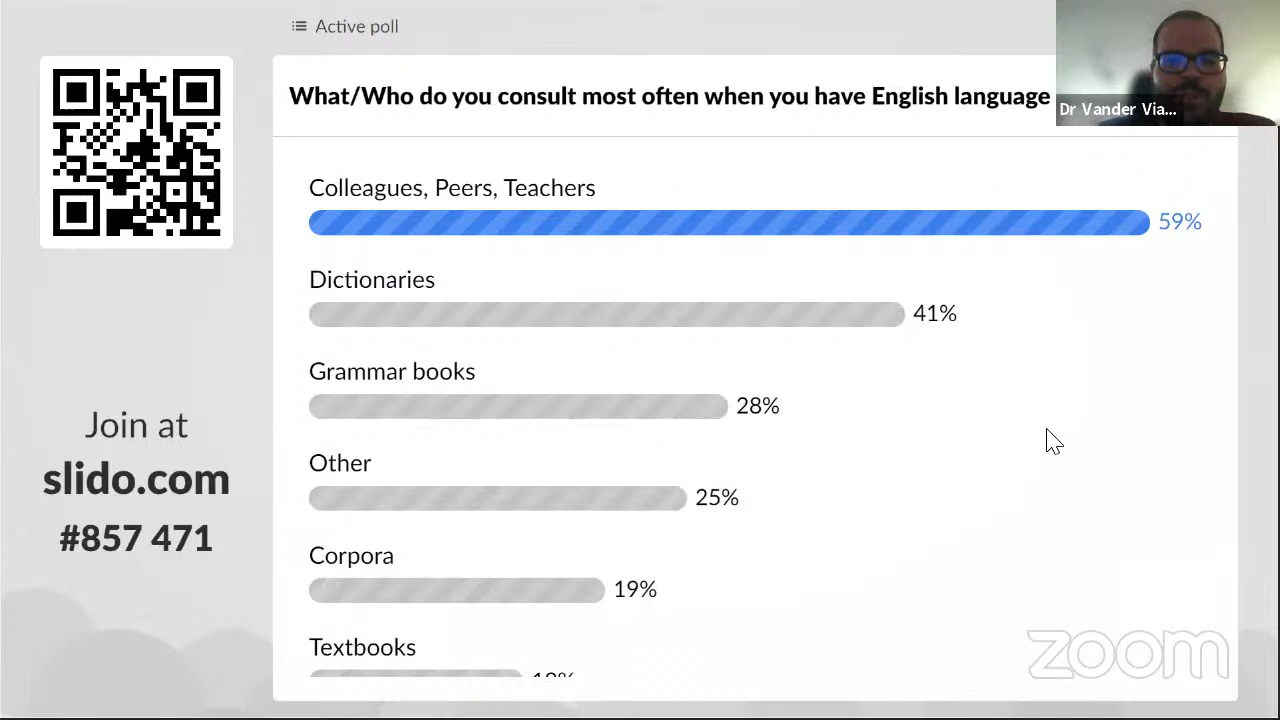 Active poll
What/Who do you consult most often when you have English language
Dr Vander Via...
Colleagues, Peers, Teachers
59%
Dictionaries
41%
Grammar books
28%
Other
25%
Corpora
19%
Textbooks
Join at
slido.com
#857 471
zoom